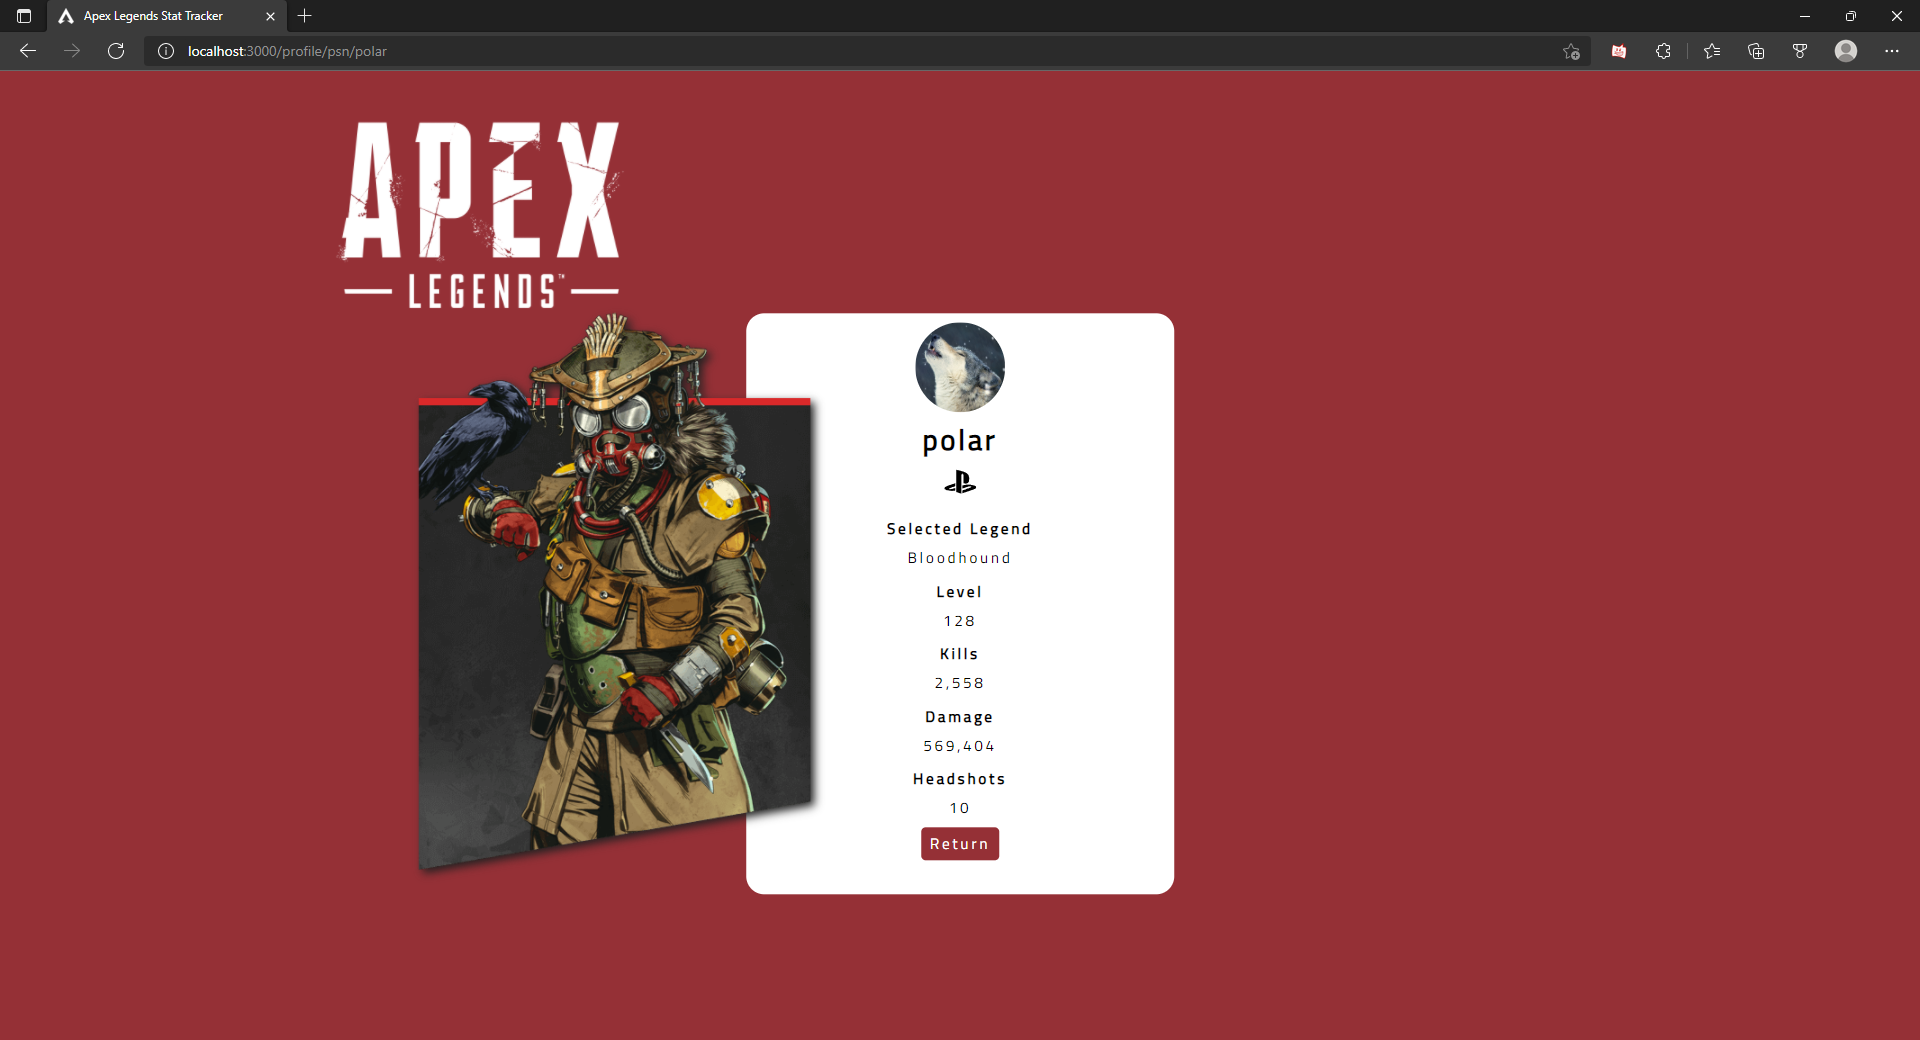 Apex Legends Stat Tracker
localhost:3000/profile/psn/polar
APEX
LEGENDS™
polar
Selected Legend
Bloodhound
Level
128
Kills
2,558
Damage
569,404
Headshots
10
Return